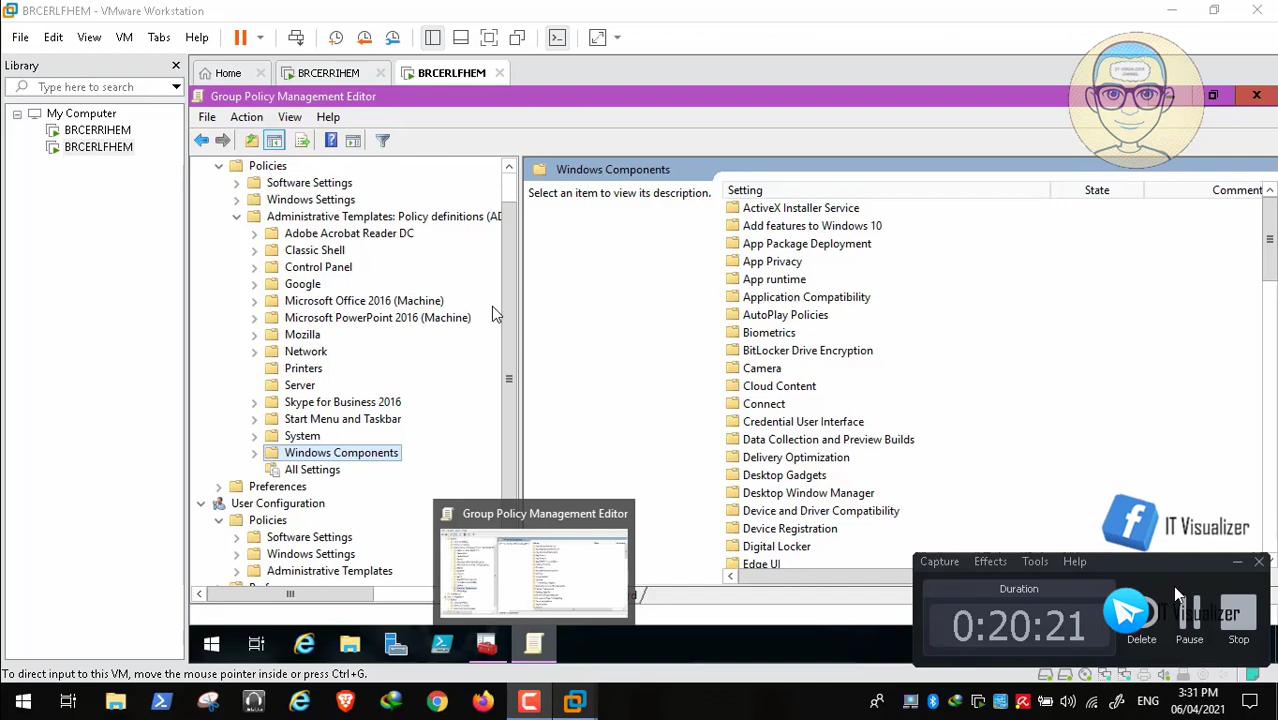 BRCERLFHEM - VMware Workstation
File Edit View VM Tabs Help
Library
Type here to search
My Computer
BRCERRIHEM
BRCERLFHEM
Home BRCERRIHEM BRCERLFHEM
IT VISUALIZER
CHANNEL
Group Policy Management Editor
File Action View Help
Policies
Software Settings
Windows Settings
Administrative Templates: Policy definitions (AD
Adobe Acrobat Reader DC
Classic Shell
Control Panel
Google
Microsoft Office 2016 (Machine)
Microsoft PowerPoint 2016 (Machine)
Mozilla
Network
Printers
Server
Skype for Business 2016
Start Menu and Taskbar
System
Windows Components
All Settings
Preferences
User Configuration
Policies
Software Settings
Windows Settings
Administrative Templates
Windows Components
Select an item to view its description.
Setting State Comment
ActiveX Installer Service
Add features to Windows 10
App Package Deployment
App Privacy
App runtime
Application Compatibility
AutoPlay Policies
Biometrics
BitLocker Drive Encryption
Camera
Cloud Content
Connect
Credential User Interface
Data Collection and Preview Builds
Delivery Optimization
Desktop Gadgets
Desktop Window Manager
Device and Driver Compatibility
Device Registration
Digital Locker
Edge UI
Group Policy Management Editor
IT Visualizer
Capture Effects Tools Help
Duration
0:20:21
IT Visualizer
Delete Pause Stop
To direct input to this VM, move the mouse pointer inside or press Ctrl+G.
ENG
3:31 PM
06/04/2021